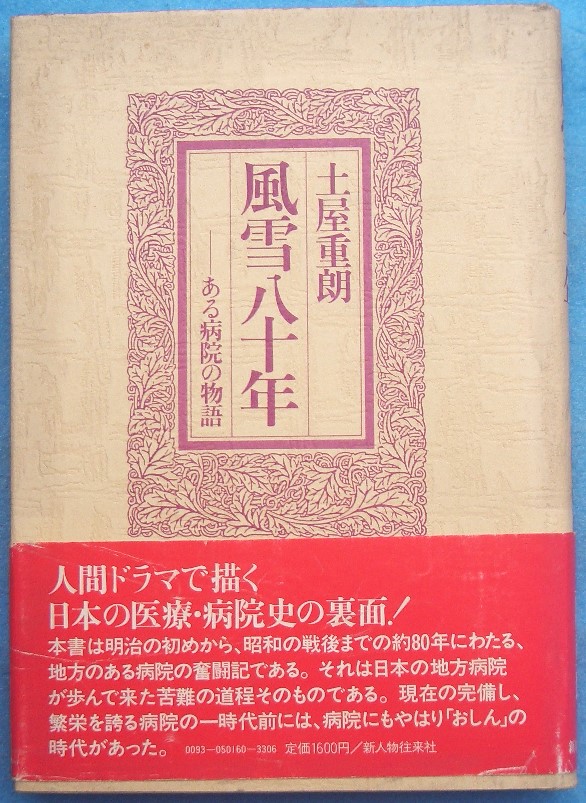 土屋重朗
風雪八十年
――ある病院の物語
人間ドラマで描く
日本の医療・病院史の裏面！
本書は明治の初めから、昭和の戦後までの約80年にわたる、
地方のある病院の奮闘記である。それは日本の地方病院
が歩んで来た苦難の道程そのものである。現在の完備し、
繁栄を誇る病院の一時代前には、病院にもやはり「おしん」の
時代があった。 0093-050160-3306 定価1600円／新人物往来社